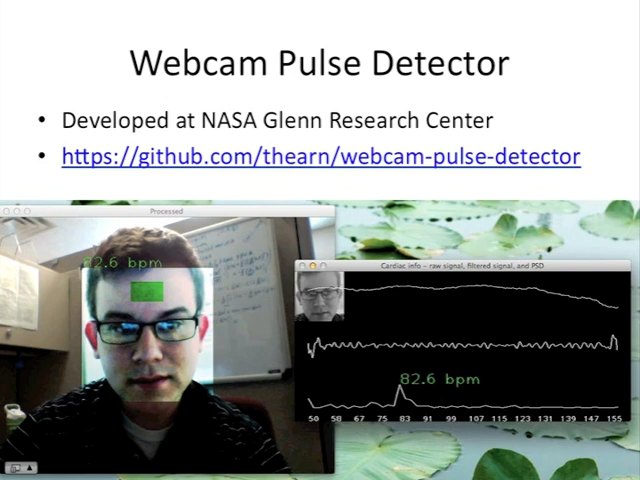 Webcam Pulse Detector
• Developed at NASA Glenn Research Center
• https://github.com/thearn/webcam-pulse-detector
Processed
82.6 bpm
Cardiac info – raw signal, filtered signal, and PSD
82.6 bpm
50 58 67 75 83 91 99 107 115 123 131 139 147 155